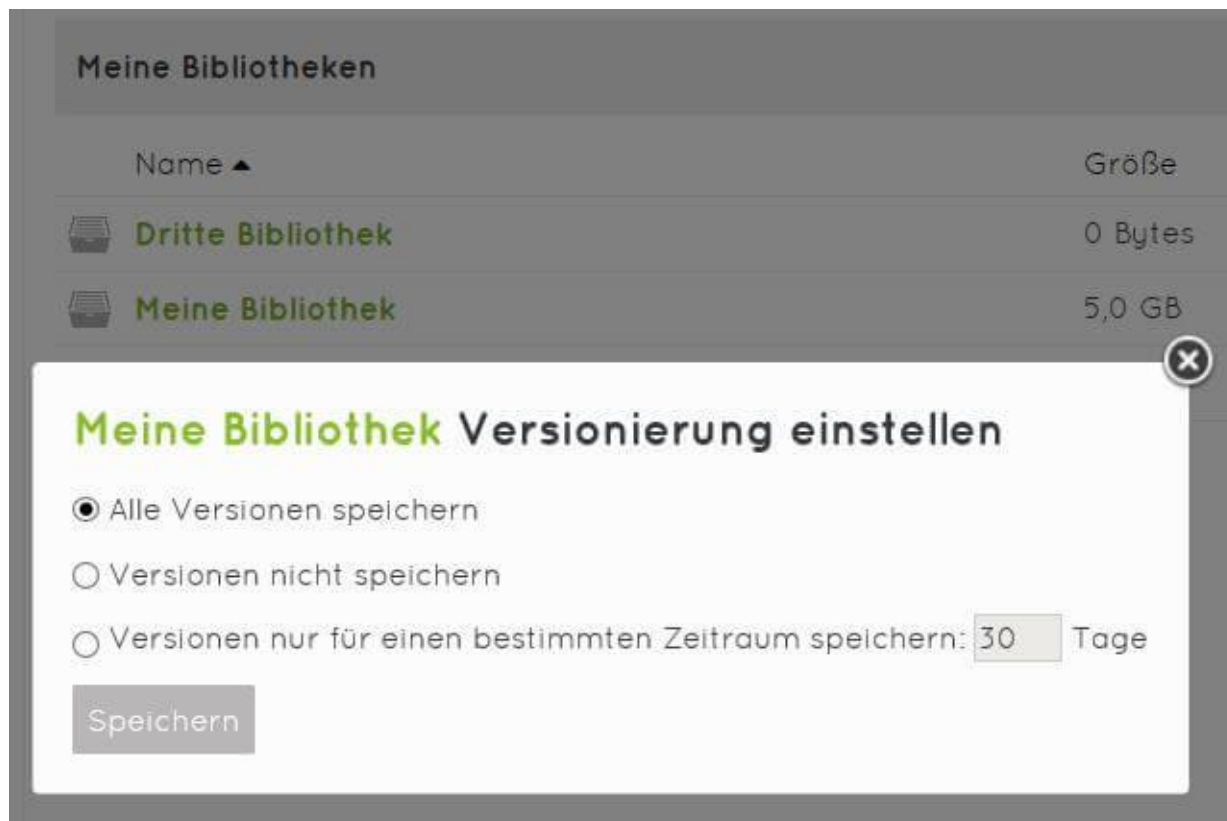 Meine Bibliotheken
Name Größe
Dritte Bibliothek 0 Bytes
Meine Bibliothek 5,0 GB
Meine Bibliothek Versionierung einstellen
Alle Versionen speichern
Versionen nicht speichern
Versionen nur für einen bestimmten Zeitraum speichern: 30 Tage
Speichern